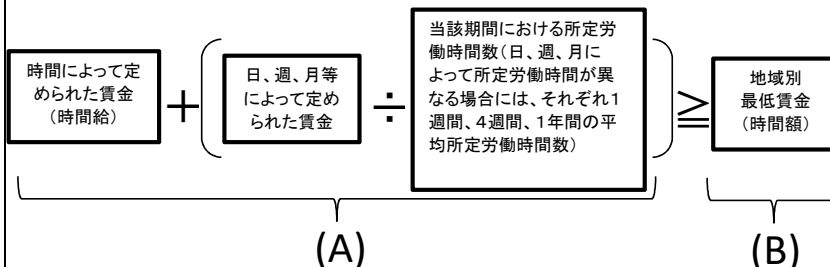 時間によって定
められた賃金
(時間給)
+
日、週、月等
によって定め
られた賃金
÷
当該期間における所定労
働時間数(日、週、月に
よって所定労働時間が異
なる場合には、それぞれ1
週間、4週間、1年間の平
均所定労働時間数)
≧
地域別
最低賃金
(時間額)
(A)
(B)